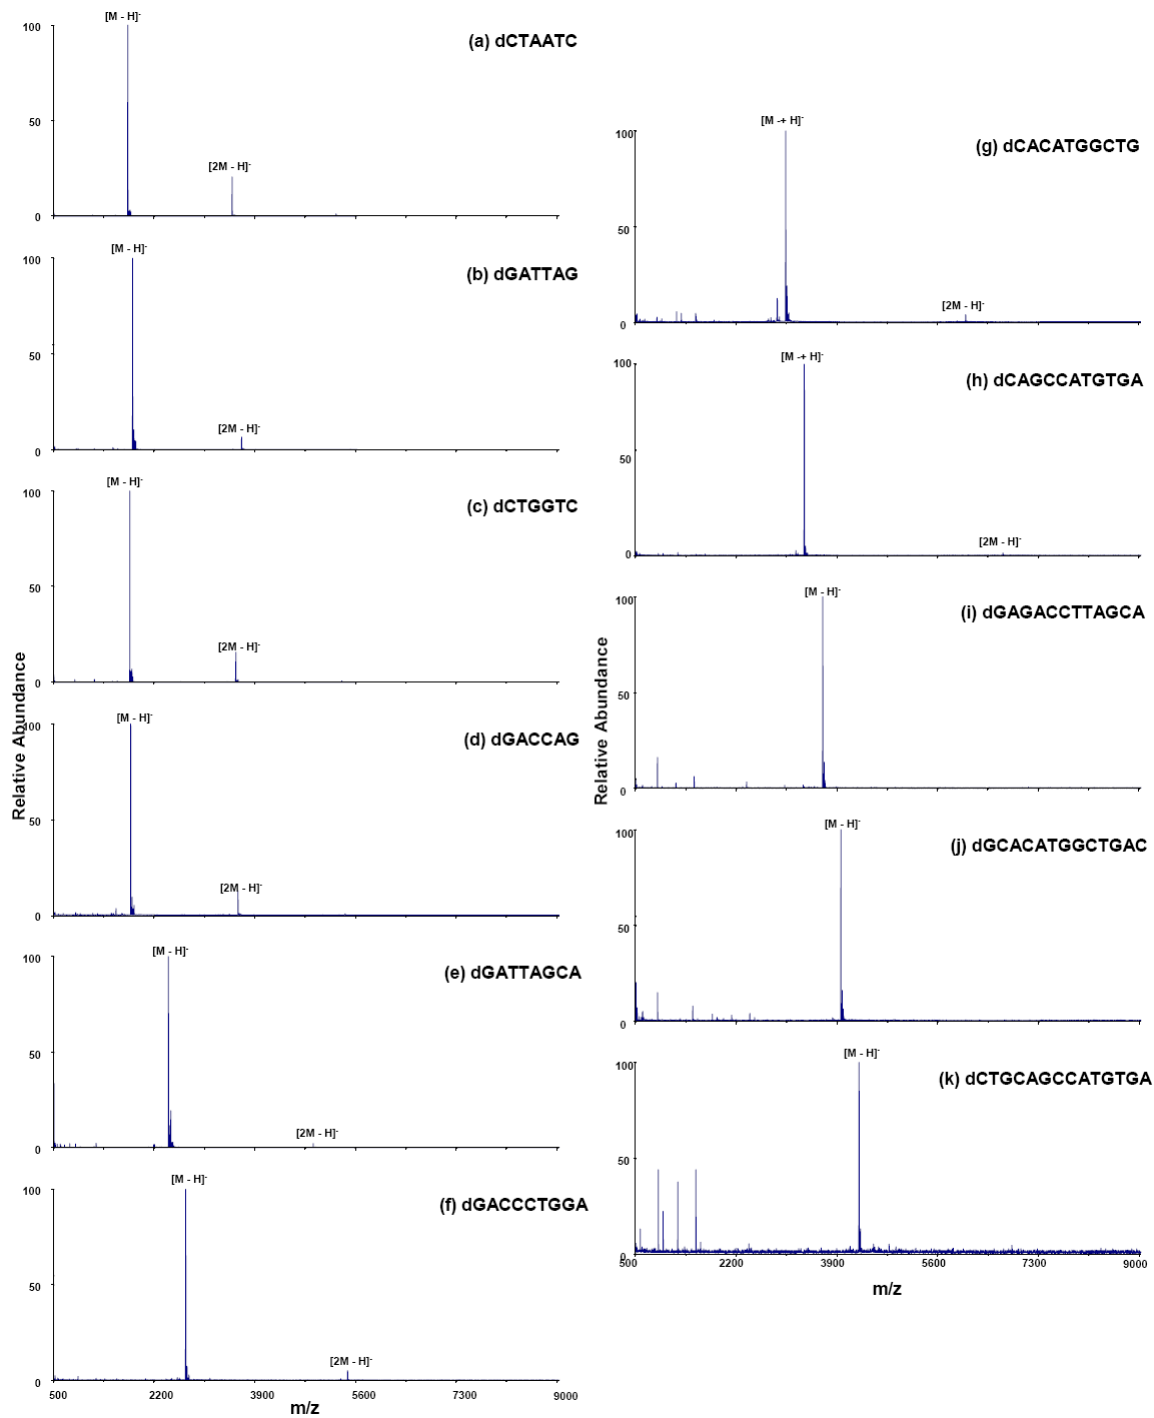 [M - H]-
100
(a) dCTAATC
50
[2M - H]-
0
[M - H]-
100
(b) dGATTAG
50
[2M - H]-
0
[M - H]-
100
(c) dCTGGTC
50
[2M - H]-
0
[M - H]-
100
(d) dGACCAG
50
[2M - H]-
0
[M - H]-
100
(e) dGATTAGCA
50
[2M - H]-
0
[M - H]-
100
(f) dGACCCTGGA
50
[2M - H]-
0
500 2200 3900 5600 7300 9000
m/z
Relative Abundance
[M -+ H]-
100
(g) dCACATGGCTG
50
[2M - H]-
0
[M -+ H]-
100
(h) dCAGCCATGTGA
50
[2M - H]-
0
[M - H]-
100
(i) dGAGACCTTAGCA
50
0
[M - H]-
100
(j) dGCACATGGCTGAC
50
0
[M - H]-
100
(k) dCTGCAGCCATGTGA
50
0
500 2200 3900 5600 7300 9000
m/z
Relative Abundance